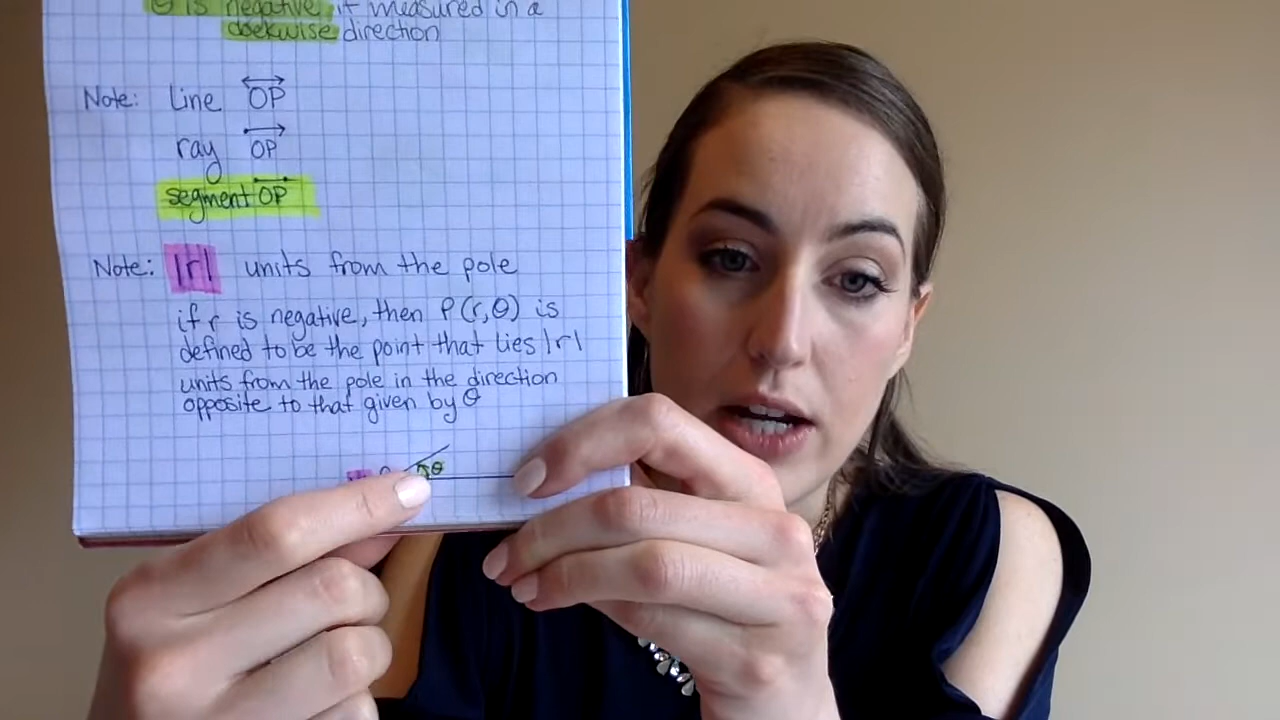 θ is negative if measured in a
clockwise direction
Note: Line OP
ray OP
segment OP
Note: |r| units from the pole
if r is negative, then P(r,θ) is
defined to be the point that lies |r|
units from the pole in the direction
opposite to that given by θ
θ